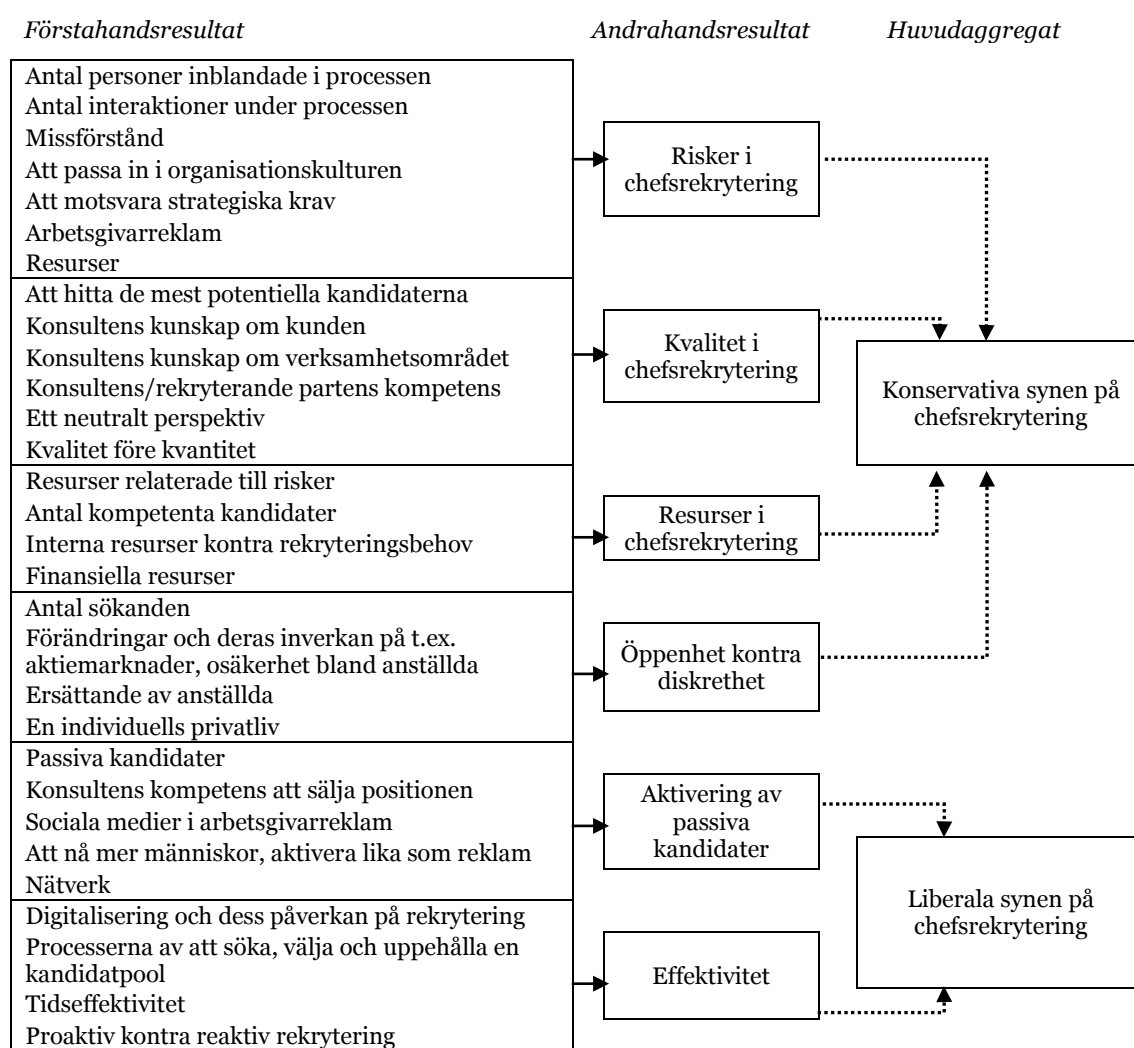 Förstahandsresultat
Andrahandsresultat
Huvudaggregat
Antal personer inblandade i processen
Antal interaktioner under processen
Missförstånd
Att passa in i organisationskulturen
Att motsvara strategiska krav
Arbetsgivarreklam
Resurser
Risker i
chefsrekrytering
Att hitta de mest potentiella kandidaterna
Konsultens kunskap om kunden
Konsultens kunskap om verksamhetsområdet
Konsultens/rekryterande partens kompetens
Ett neutralt perspektiv
Kvalitet före kvantitet
Kvalitet i
chefsrekrytering
Resurser relaterade till risker
Antal kompetenta kandidater
Interna resurser kontra rekryteringsbehov
Finansiella resurser
Resurser i
chefsrekrytering
Antal sökanden
Förändringar och deras inverkan på t.ex.
aktiemarknader, osäkerhet bland anställda
Ersättande av anställda
En individuells privatliv
Öppenhet kontra
diskrethet
Konservativa synen på
chefsrekrytering
Passiva kandidater
Konsultens kompetens att sälja positionen
Sociala medier i arbetsgivarreklam
Att nå mer människor, aktivera lika som reklam
Nätverk
Aktivering av
passiva
kandidater
Digitalisering och dess påverkan på rekrytering
Processerna av att söka, välja och uppehålla en
kandidatpool
Tidseffektivitet
Proaktiv kontra reaktiv rekrytering
Effektivitet
Liberala synen på
chefsrekrytering